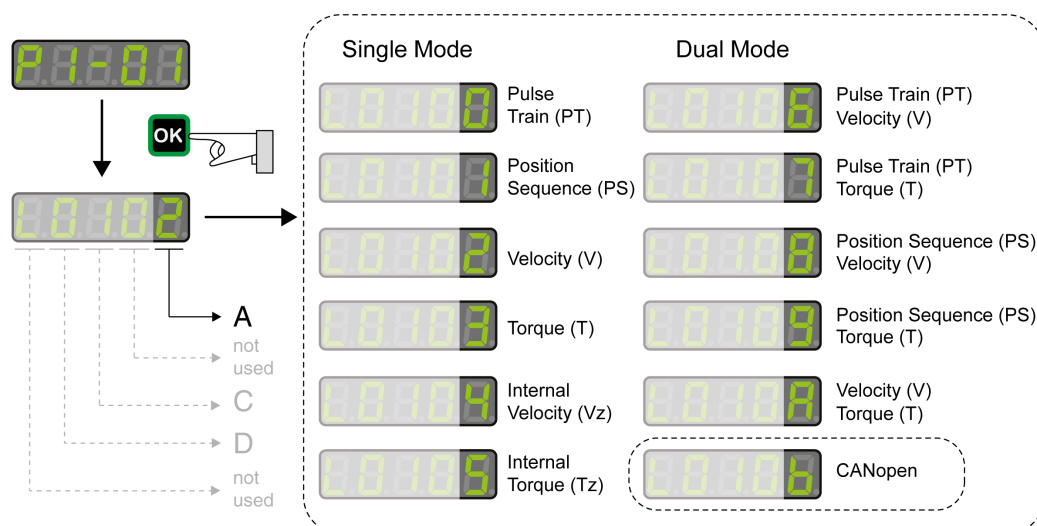 P1-01
OK
L0102
A
not
used
C
D
not
used
Single Mode
L0100
Pulse
Train (PT)
L0101
Position
Sequence (PS)
L0102
Velocity (V)
L0103
Torque (T)
L0104
Internal
Velocity (Vz)
L0105
Internal
Torque (Tz)
Dual Mode
L0106
Pulse Train (PT)
Velocity (V)
L0107
Pulse Train (PT)
Torque (T)
L0108
Position Sequence (PS)
Velocity (V)
L0109
Position Sequence (PS)
Torque (T)
L010A
Velocity (V)
Torque (T)
L010b
CANopen